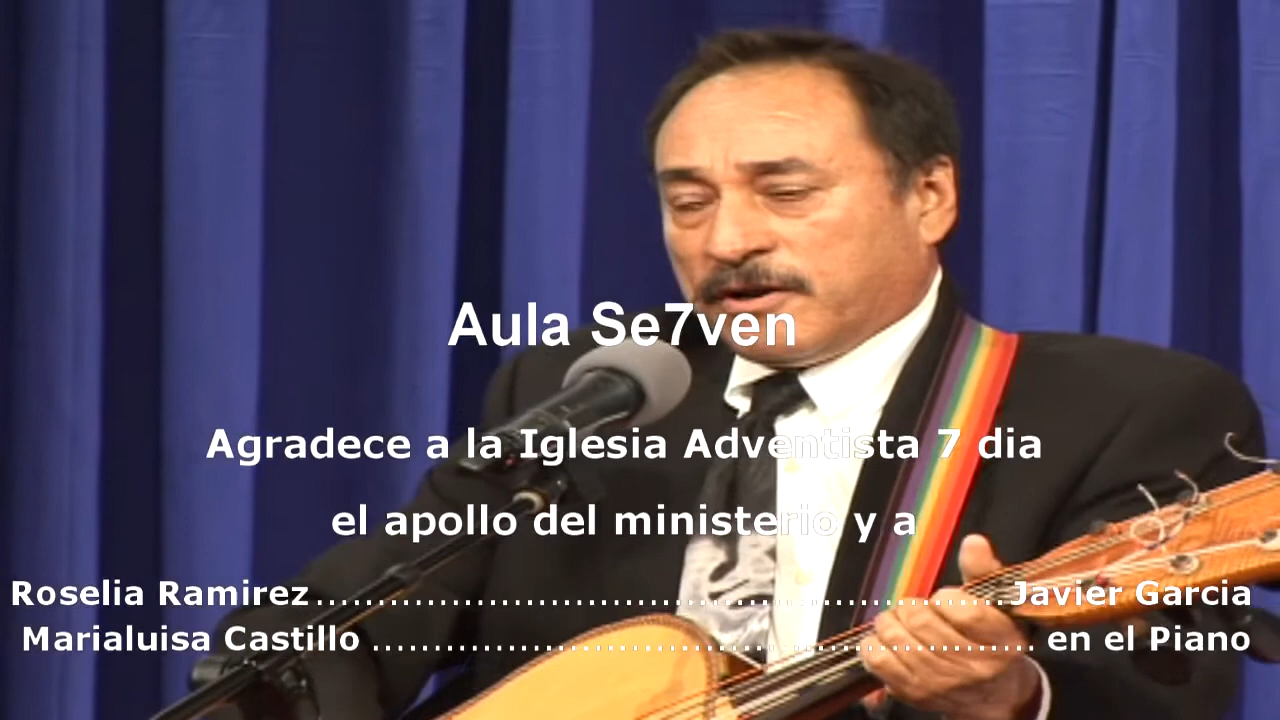 Aula Se7ven
Agradece a la Iglesia Adventista 7 dia
el apollo del ministerio y a
Roselia Ramirez......................................................Javier Garcia
Marialuisa Castillo ..................................................... en el Piano